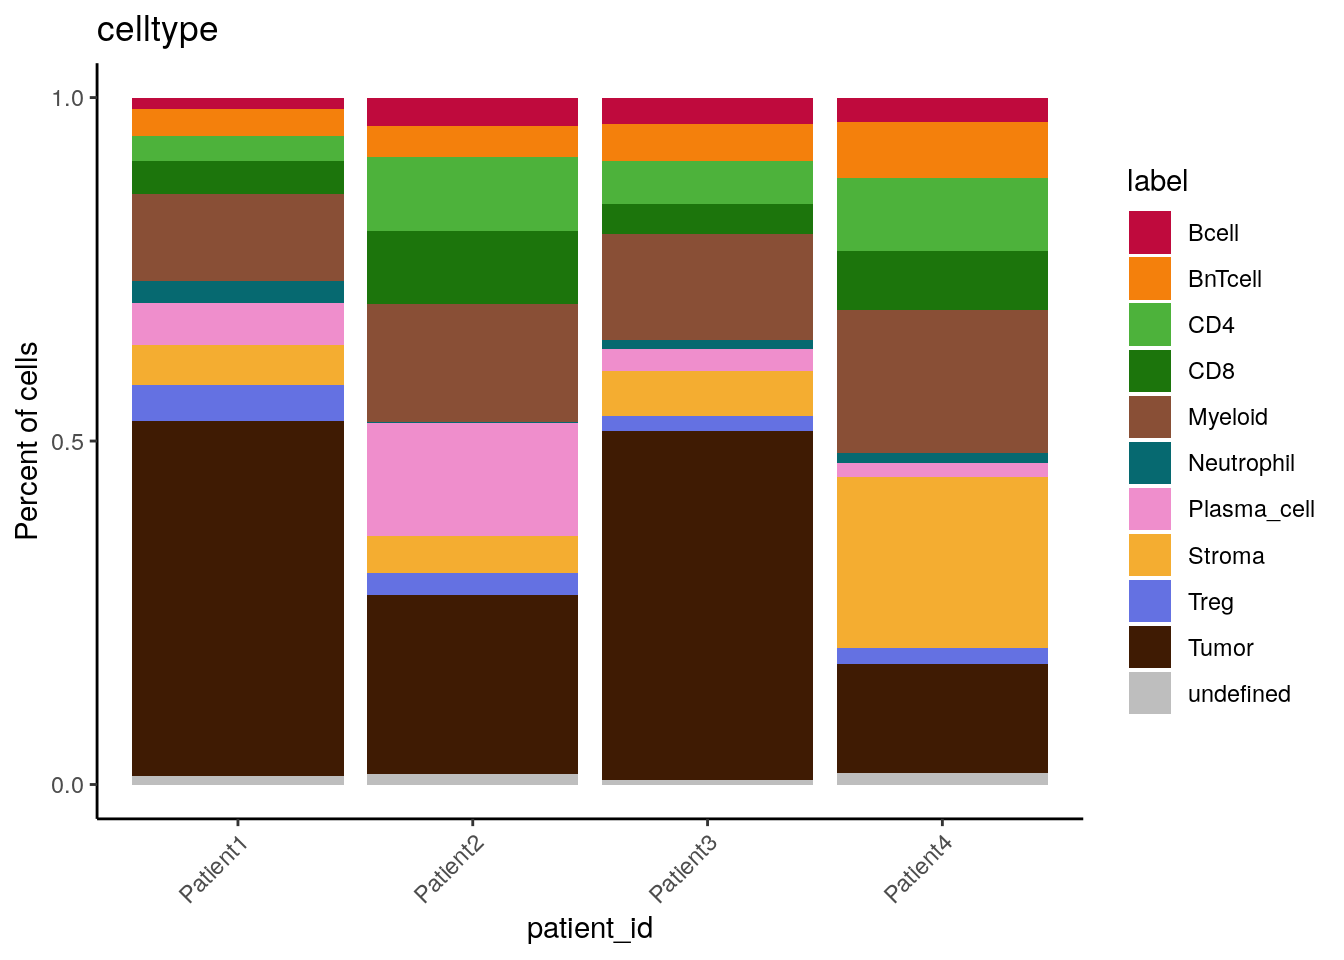 celltype
Percent of cells
1.0
0.5
0.0
Patient1
Patient2
Patient3
Patient4
patient_id
label
Bcell
BnTcell
CD4
CD8
Myeloid
Neutrophil
Plasma_cell
Stroma
Treg
Tumor
undefined